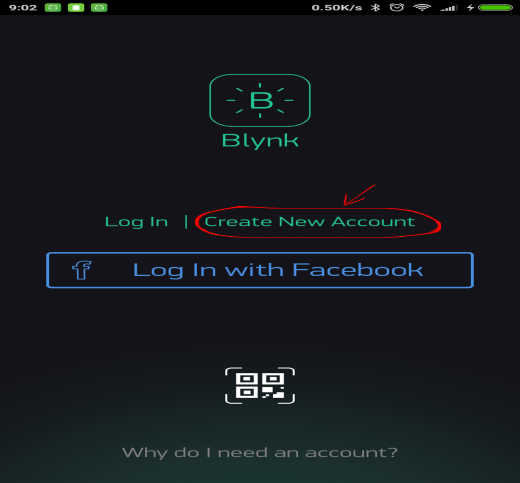 9:02 0.50K/s
B
Blynk
Log In | Create New Account
f Log In with Facebook
Why do I need an account?